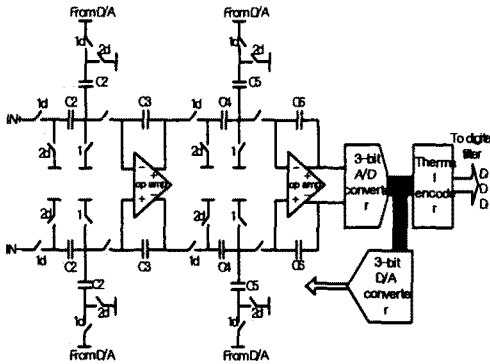 From D/A
From D/A
1d
2d
1d
2d
C2
C5
IN
1d
C2
C3
1d
C4
C6
2d
1
2d
1
op amp
op amp
3-bit
A/D
converte
r
Therma
l
encode
r
To digita
filter
D
D
D
2d
1
2d
1
IN
1d
C2
C3
1d
C4
C6
C2
C5
2d
1d
2d
1d
3-bit
D/A
converte
r
From D/A
From D/A